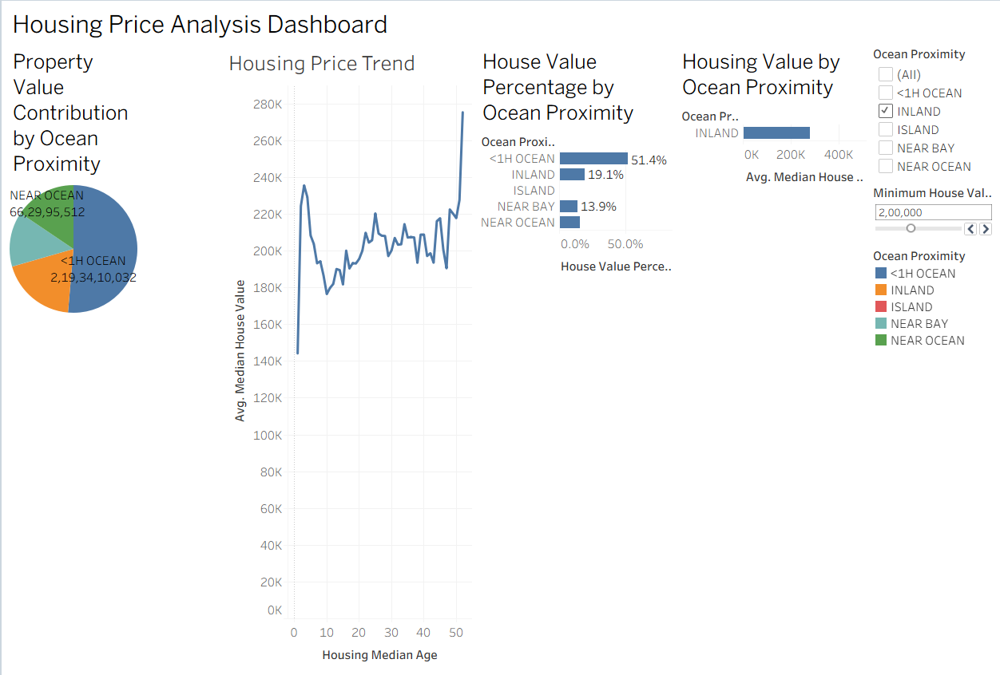 Housing Price Analysis Dashboard
Property
Value
Contribution
by Ocean
Proximity
NEAR OCEAN
66,29,95,512
<1H OCEAN
2,19,34,10,032
Housing Price Trend
280K
260K
240K
220K
200K
180K
160K
140K
120K
100K
80K
60K
40K
20K
0K
Avg. Median House Value
0 10 20 30 40 50
Housing Median Age
House Value
Percentage by
Ocean Proximity
Ocean Proxi..
<1H OCEAN 51.4%
INLAND 19.1%
ISLAND
NEAR BAY 13.9%
NEAR OCEAN
0.0% 50.0%
House Value Perce..
Housing Value by
Ocean Proximity
Ocean Pr..
INLAND
0K 200K 400K
Avg. Median House ..
Ocean Proximity
(All)
<1H OCEAN
INLAND
ISLAND
NEAR BAY
NEAR OCEAN
Minimum House Val..
2,00,000
Ocean Proximity
<1H OCEAN
INLAND
ISLAND
NEAR BAY
NEAR OCEAN